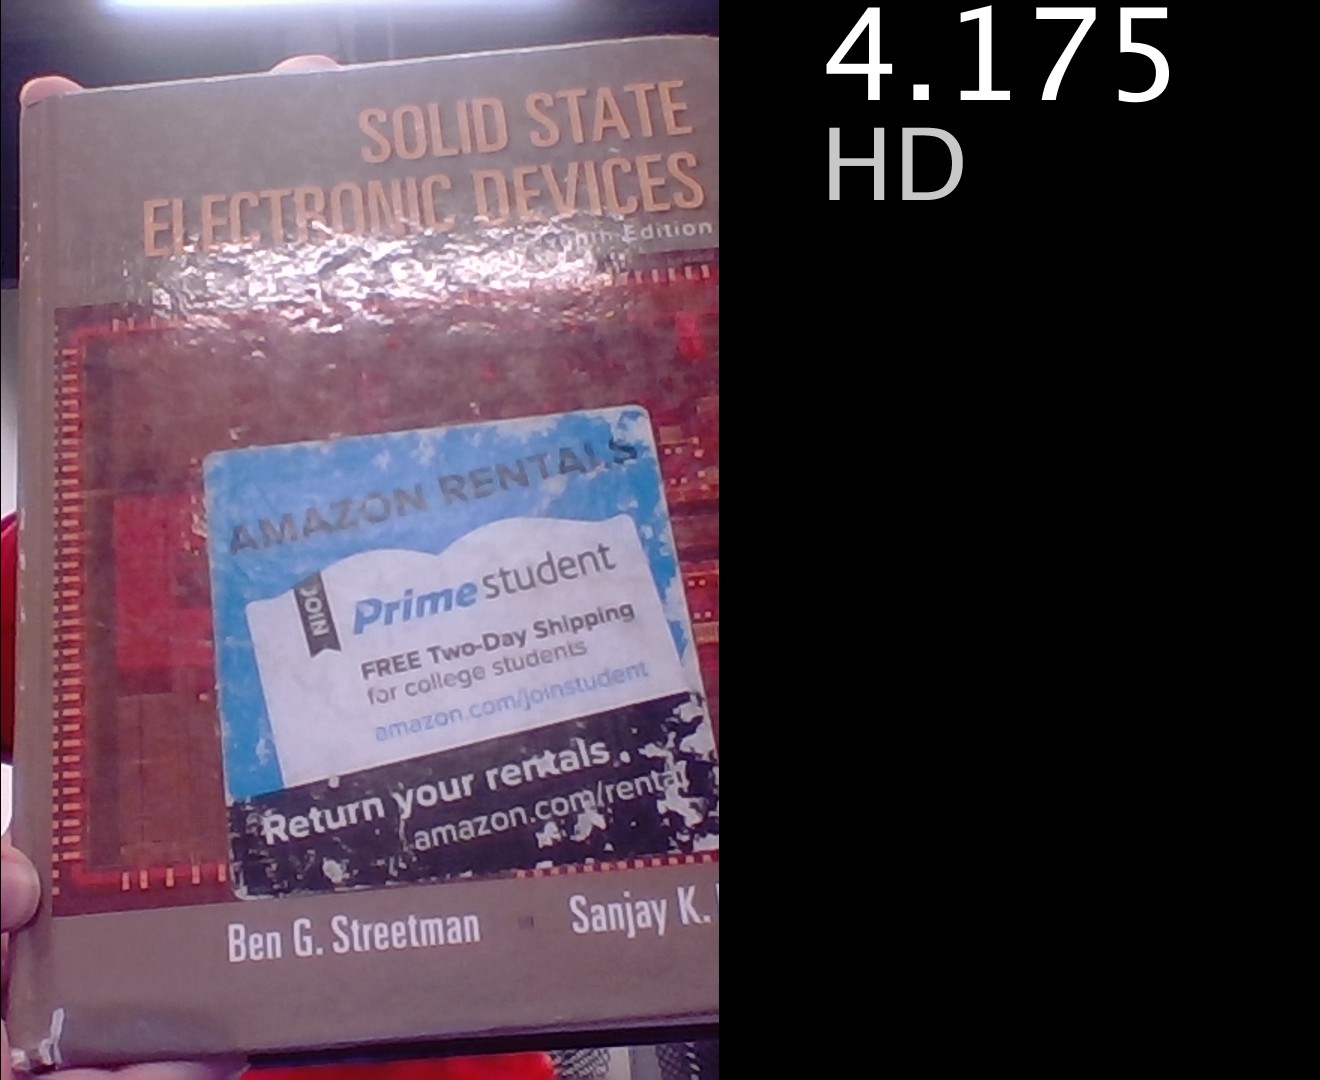 4.175
HD
SOLID STATE
ELECTRONIC DEVICES
Edition
AMAZON RENTALS
JOIN
Prime student
FREE Two-Day Shipping
for college students
amazon.com/joinstudent
Return your rentals
amazon.com/rental
Ben G. Streetman
Sanjay K.